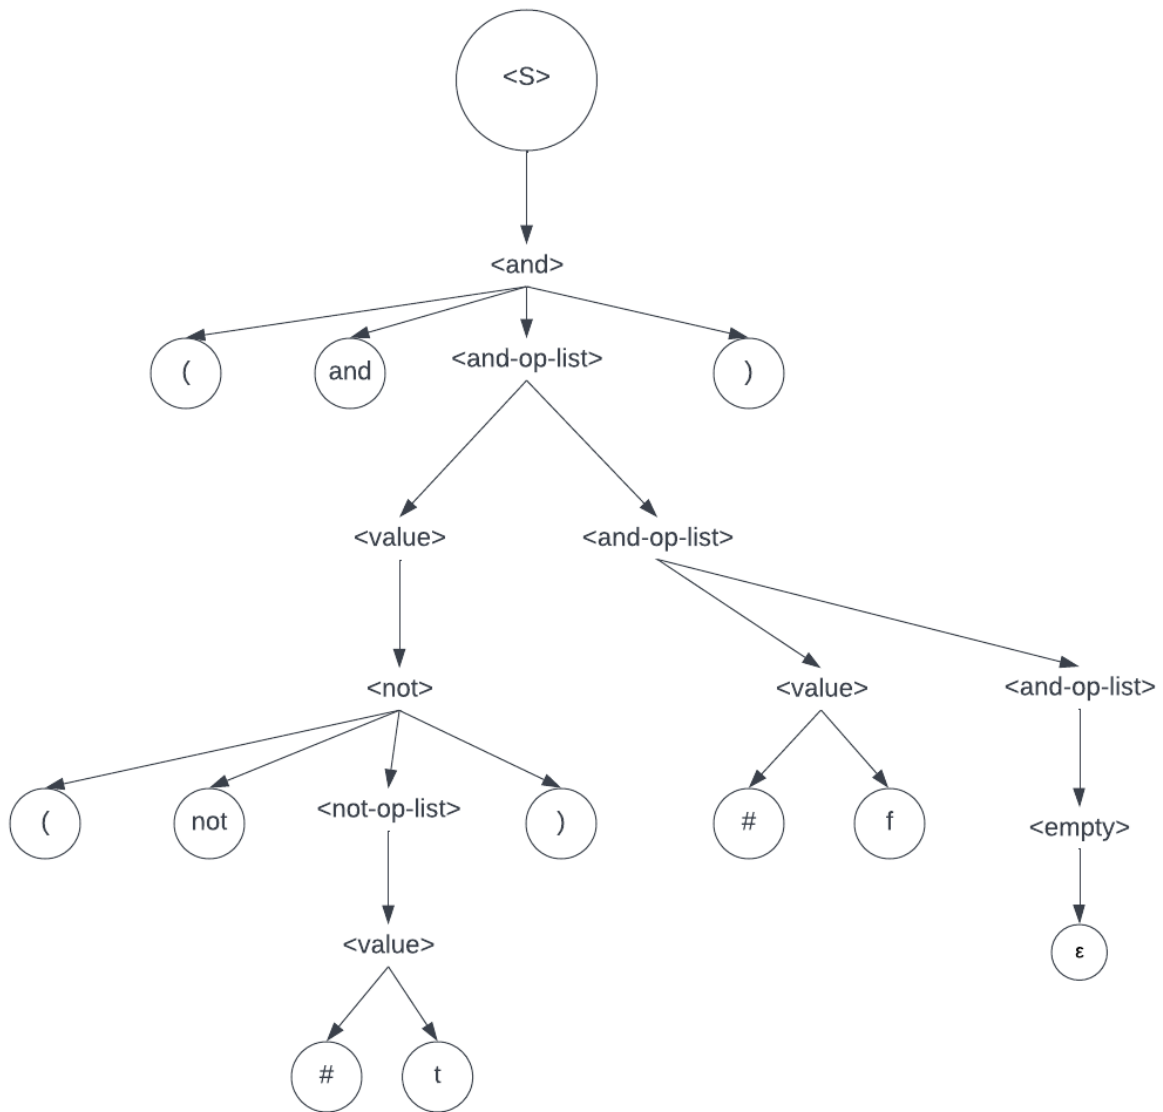 <S>
<and>
( and <and-op-list> )
<value> <and-op-list>
<not> <value> <and-op-list>
( not <not-op-list> ) # f <empty>
<value> ε
# t